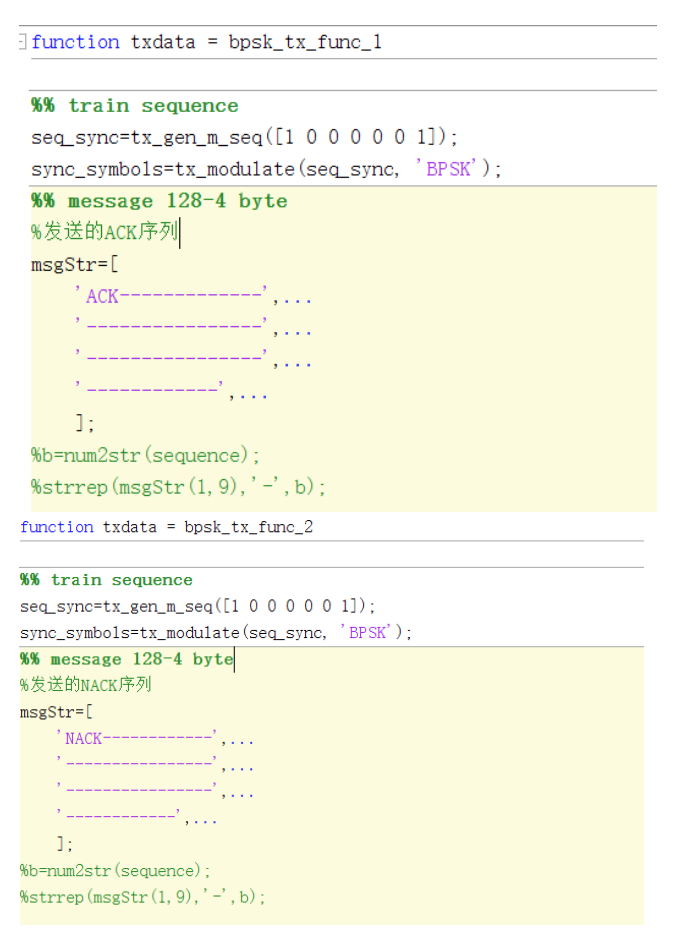 function txdata = bpsk_tx_func_1
%% train sequence
seq_sync=tx_gen_m_seq([1 0 0 0 0 0 1]);
sync_symbols=tx_modulate(seq_sync, 'BPSK');
%% message 128-4 byte
%发送的ACK序列
msgStr=[
'ACK-------------',...
'----------------',...
'----------------',...
'------------',...
];
%b=num2str(sequence);
%strrep(msgStr(1,9),'-',b);
function txdata = bpsk_tx_func_2
%% train sequence
seq_sync=tx_gen_m_seq([1 0 0 0 0 0 1]);
sync_symbols=tx_modulate(seq_sync, 'BPSK');
%% message 128-4 byte
%发送的NACK序列
msgStr=[
'NACK------------',...
'----------------',...
'----------------',...
'------------',...
];
%b=num2str(sequence);
%strrep(msgStr(1,9),'-',b);